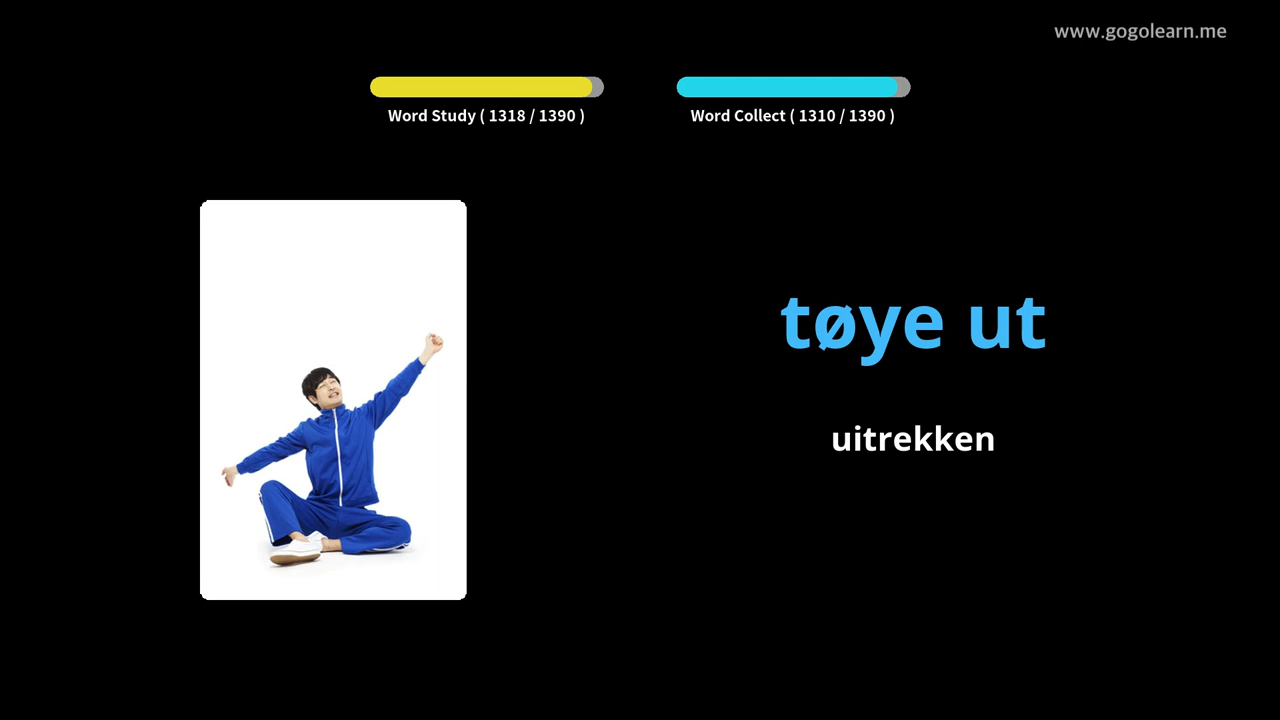 www.gogolearn.me
Word Study ( 1318 / 1390 )
Word Collect ( 1310 / 1390 )
tøye ut
uitrekken